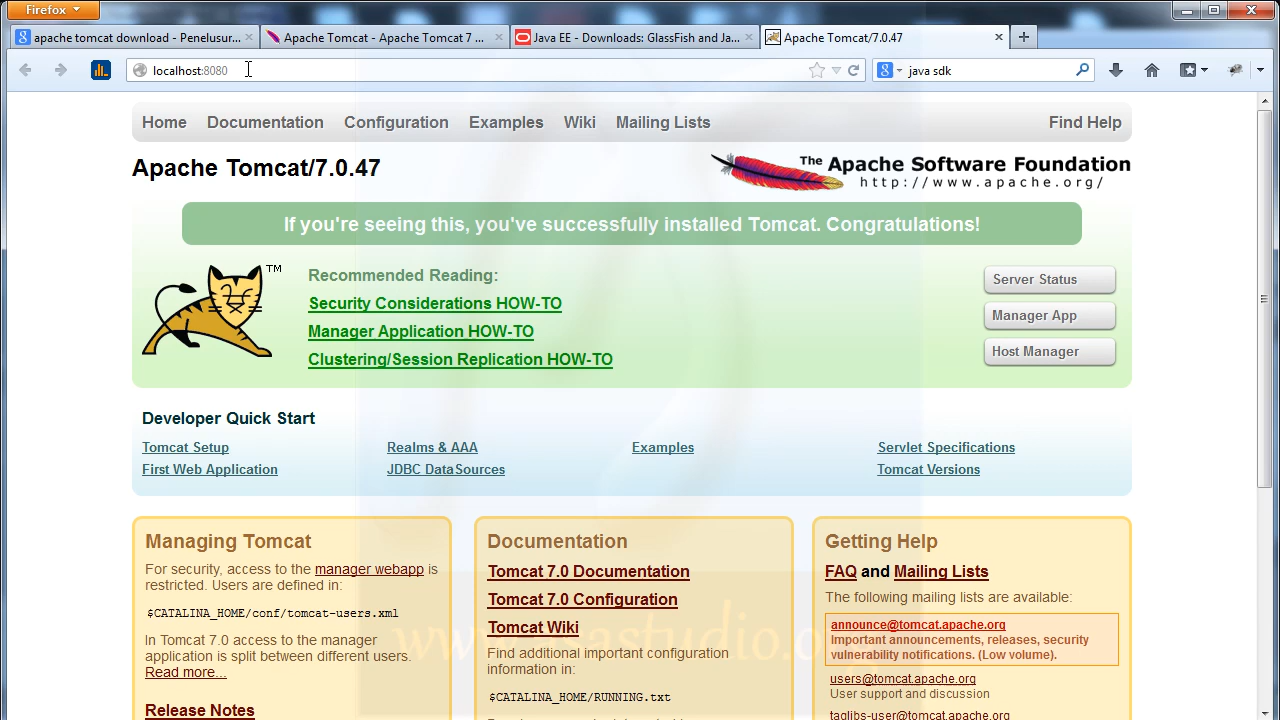 Firefox
apache tomcat download - Penelusur...
Apache Tomcat - Apache Tomcat 7 ...
Java EE - Downloads: GlassFish and Ja...
Apache Tomcat/7.0.47
localhost:8080
java sdk
Home Documentation Configuration Examples Wiki Mailing Lists Find Help
Apache Tomcat/7.0.47
The Apache Software Foundation
http://www.apache.org/
If you're seeing this, you've successfully installed Tomcat. Congratulations!
TM
Recommended Reading:
Security Considerations HOW-TO
Manager Application HOW-TO
Clustering/Session Replication HOW-TO
Server Status
Manager App
Host Manager
Developer Quick Start
Tomcat Setup
First Web Application
Realms & AAA
JDBC DataSources
Examples
Servlet Specifications
Tomcat Versions
Managing Tomcat
For security, access to the manager webapp is
restricted. Users are defined in:
$CATALINA_HOME/conf/tomcat-users.xml
In Tomcat 7.0 access to the manager
application is split between different users.
Read more...
Release Notes
Documentation
Tomcat 7.0 Documentation
Tomcat 7.0 Configuration
Tomcat Wiki
Find additional important configuration
information in:
$CATALINA_HOME/RUNNING.txt
Getting Help
FAQ and Mailing Lists
The following mailing lists are available:
announce@tomcat.apache.org
Important announcements, releases, security
vulnerability notifications. (Low volume).
users@tomcat.apache.org
User support and discussion
taglibs-user@tomcat.apache.org